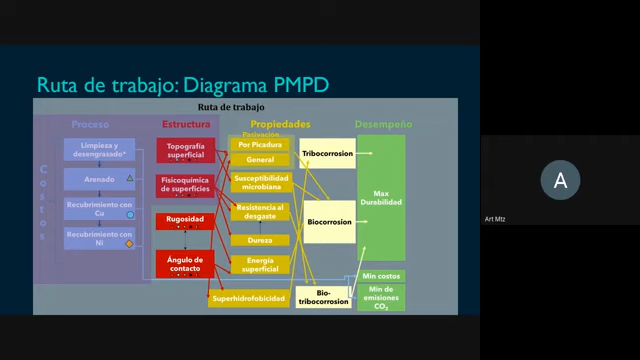 Ruta de trabajo: Diagrama PMPD
Ruta de trabajo
Proceso
Estructura
Propiedades
Desempeño
Costos
Limpieza y
desengrasado*
Arenado
Recubrimiento con
Cu
Recubrimiento con
Ni
Topografía
superficial
Fisicoquímica
de superficies
Rugosidad
Ángulo de
contacto
Pasivación
Por Picadura
General
Susceptibilidad
microbiana
Resistencia al
desgaste
Dureza
Energía
superficial
Superhidrofobicidad
Tribocorrosion
Biocorrosion
Bio-
tribocorrosion
Max
Durabilidad
Min costos
Min de
emisiones
CO₂
A
Art Mtz